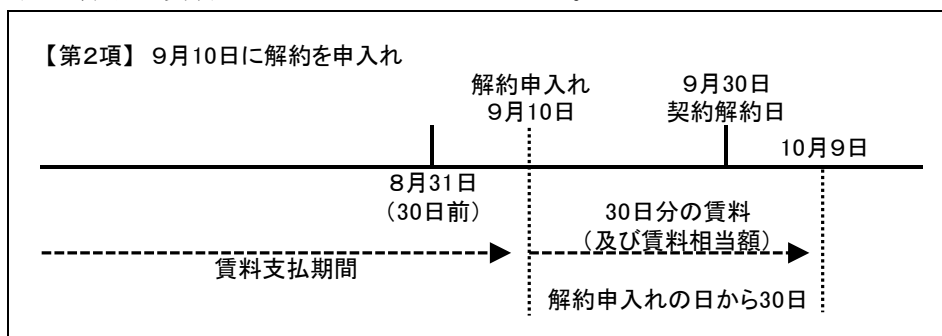 【第2項】 9月10日に解約を申入れ
解約申入れ
9月10日
9月30日
契約解約日
10月9日
8月31日
(30日前)
30日分の賃料
(及び賃料相当額)
賃料支払期間
解約申入れの日から30日